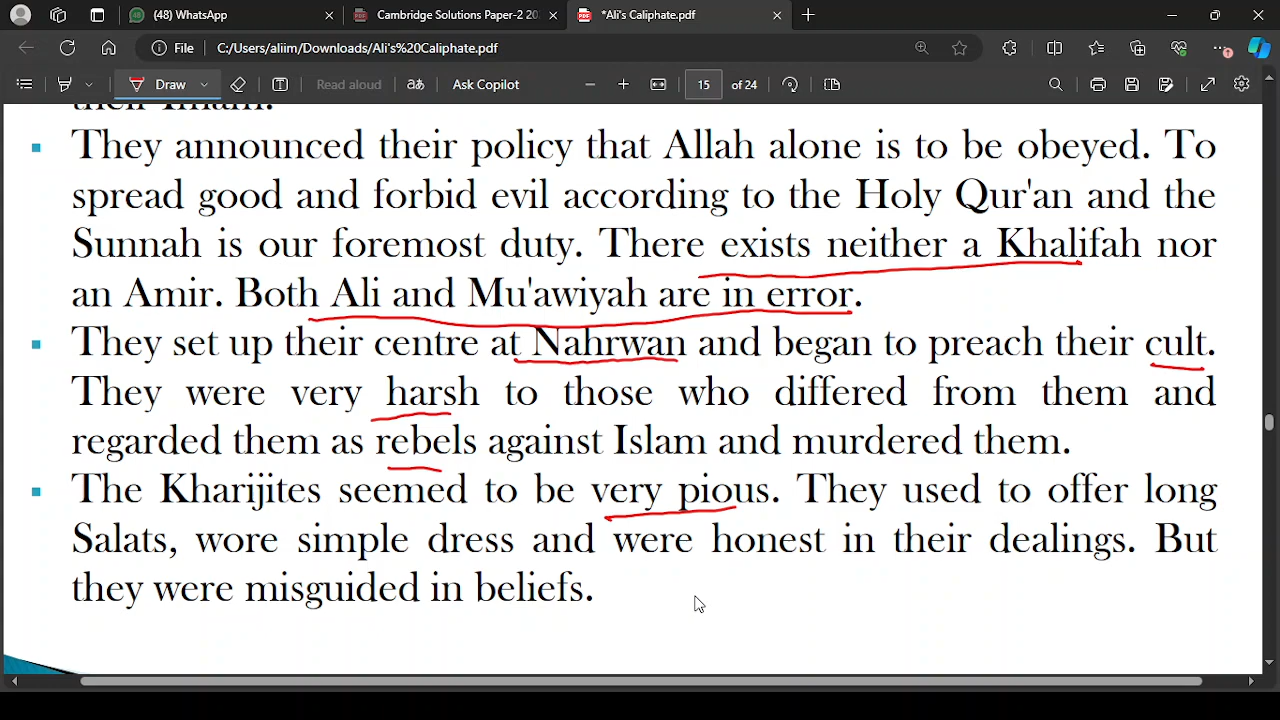 (48) WhatsApp
Cambridge Solutions Paper-2 20
*Ali's Caliphate.pdf
File
C:/Users/aliim/Downloads/Ali's%20Caliphate.pdf
Draw
Read aloud
aあ
Ask Copilot
15
of 24
their Imam.
They announced their policy that Allah alone is to be obeyed. To
spread good and forbid evil according to the Holy Qur'an and the
Sunnah is our foremost duty. There exists neither a Khalifah nor
an Amir. Both Ali and Mu'awiyah are in error.
They set up their centre at Nahrwan and began to preach their cult.
They were very harsh to those who differed from them and
regarded them as rebels against Islam and murdered them.
The Kharijites seemed to be very pious. They used to offer long
Salats, wore simple dress and were honest in their dealings. But
they were misguided in beliefs.